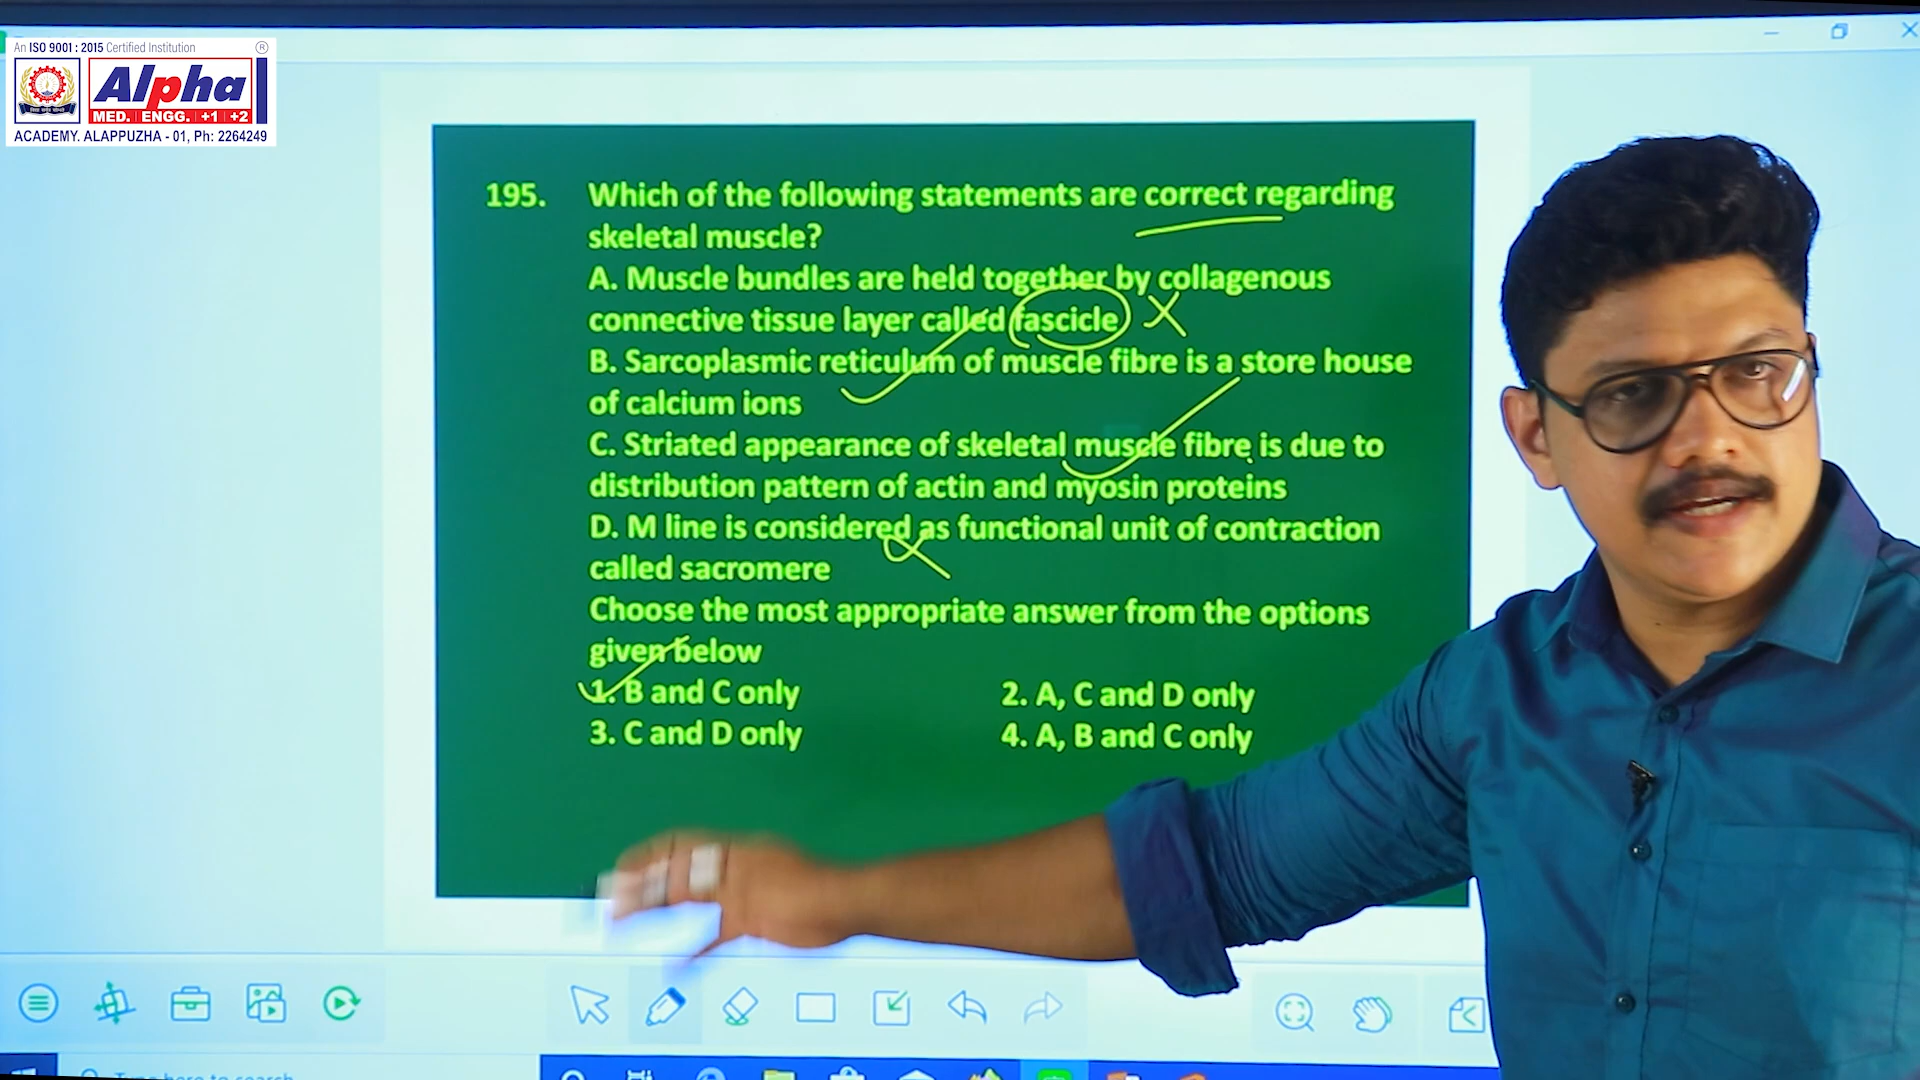 An ISO 9001 : 2015 Certified Institution ®
Alpha
MED. ENGG. +1 +2
ACADEMY. ALAPPUZHA - 01, Ph: 2264249
195. Which of the following statements are correct regarding
skeletal muscle?
A. Muscle bundles are held together by collagenous
connective tissue layer called fascicle
B. Sarcoplasmic reticulum of muscle fibre is a store house
of calcium ions
C. Striated appearance of skeletal muscle fibre is due to
distribution pattern of actin and myosin proteins
D. M line is considered as functional unit of contraction
called sacromere
Choose the most appropriate answer from the options
given below
1. B and C only 2. A, C and D only
3. C and D only 4. A, B and C only
Type here to search